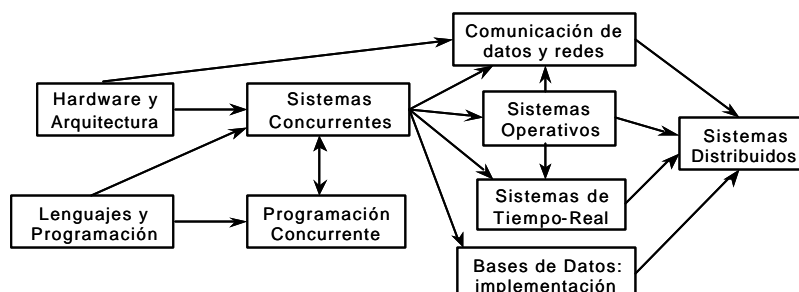 Comunicación de
datos y redes
Hardware y
Arquitectura
Sistemas
Concurrentes
Sistemas
Operativos
Sistemas
Distribuidos
Lenguajes y
Programación
Programación
Concurrente
Sistemas de
Tiempo-Real
Bases de Datos:
implementación